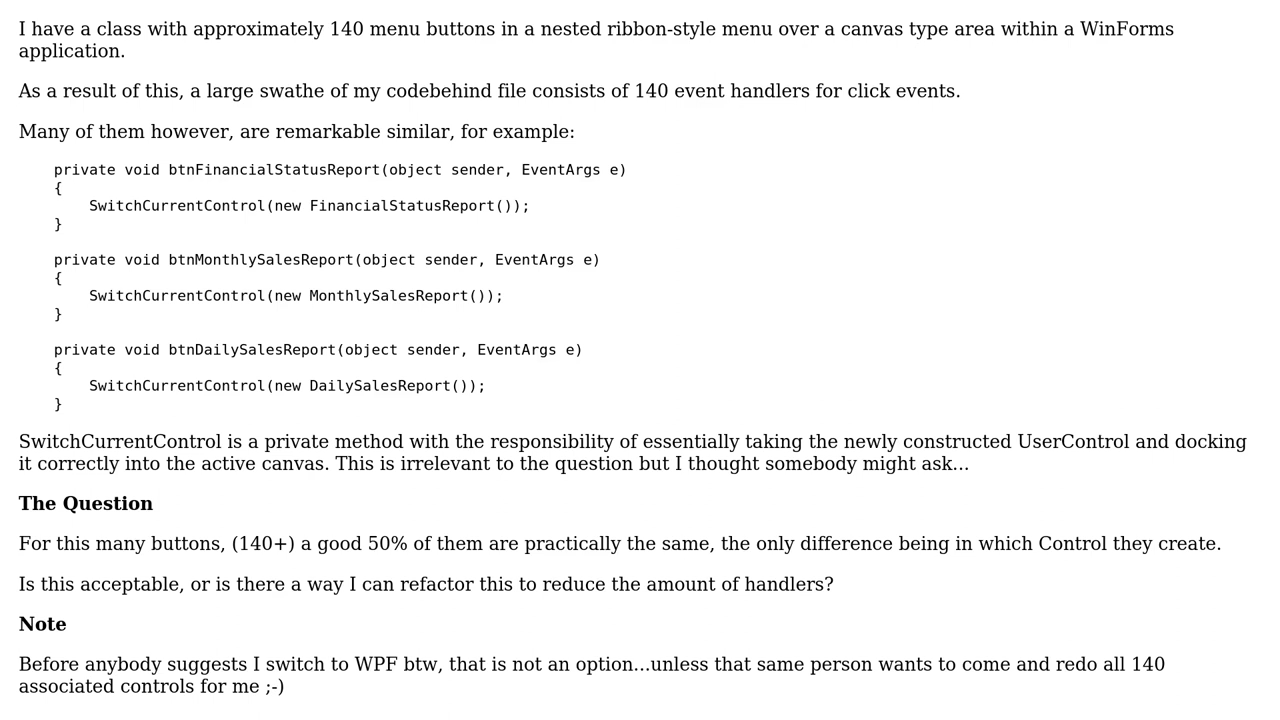 I have a class with approximately 140 menu buttons in a nested ribbon-style menu over a canvas type area within a WinForms
application.
As a result of this, a large swathe of my codebehind file consists of 140 event handlers for click events.
Many of them however, are remarkable similar, for example:
private void btnFinancialStatusReport(object sender, EventArgs e)
{
    SwitchCurrentControl(new FinancialStatusReport());
}
private void btnMonthlySalesReport(object sender, EventArgs e)
{
    SwitchCurrentControl(new MonthlySalesReport());
}
private void btnDailySalesReport(object sender, EventArgs e)
{
    SwitchCurrentControl(new DailySalesReport());
}
SwitchCurrentControl is a private method with the responsibility of essentially taking the newly constructed UserControl and docking
it correctly into the active canvas. This is irrelevant to the question but I thought somebody might ask...
The Question
For this many buttons, (140+) a good 50% of them are practically the same, the only difference being in which Control they create.
Is this acceptable, or is there a way I can refactor this to reduce the amount of handlers?
Note
Before anybody suggests I switch to WPF btw, that is not an option...unless that same person wants to come and redo all 140
associated controls for me ;-)